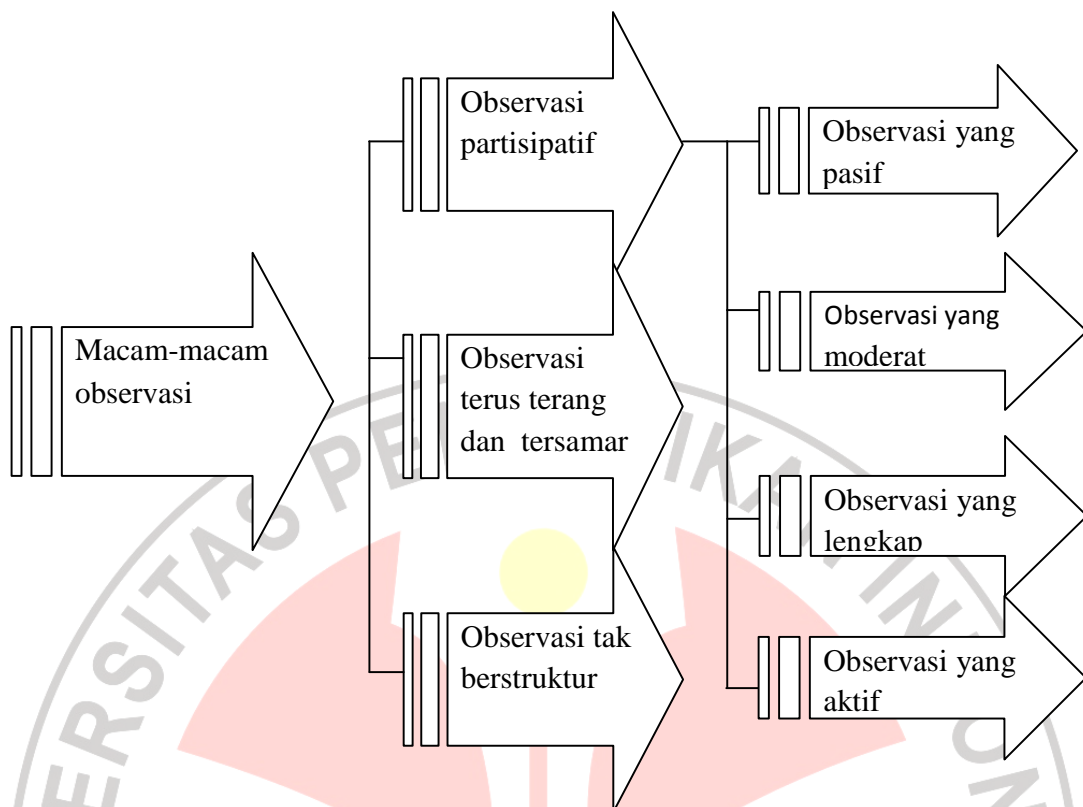 Observasi
partisipatif
Observasi yang
pasif
Macam-macam
observasi
Observasi
terus terang
dan tersamar
Observasi yang
moderat
Observasi yang
lengkap
Observasi tak
berstruktur
Observasi yang
aktif